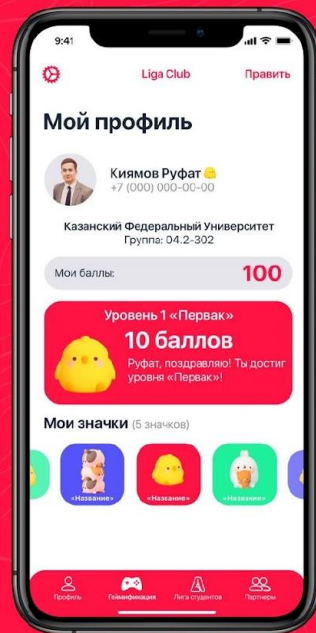 9:41
Liga Club
Править
Мой профиль
Киямов Руфат
+7 (000) 000-00-00
Казанский Федеральный Университет
Группа: 04.2-302
Мои баллы:
100
Уровень 1 «Первак»
10 баллов
Руфат, поздравляю! Ты достиг
уровня «Первак»!
Мои значки (5 значков)
«Название»
«Название»
«Название»
Профиль
Геймификация
Лига студентов
Партнеры